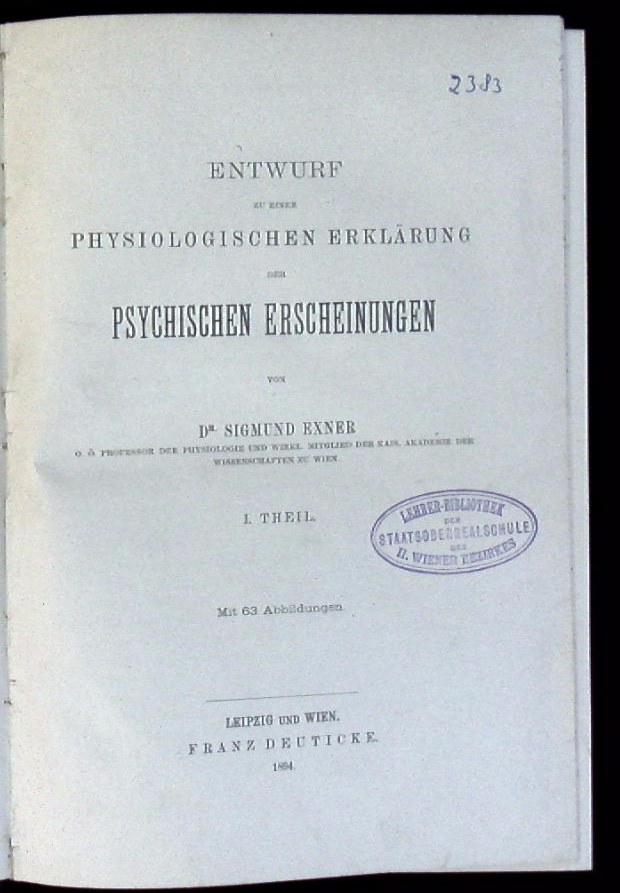 2383
ENTWURF
ZU EINER
PHYSIOLOGISCHEN ERKLÄRUNG
DER
PSYCHISCHEN ERSCHEINUNGEN
VON
DR. SIGMUND EXNER
O. Ö. PROFESSOR DER PHYSIOLOGIE UND WIRKL. MITGLIED DER KAIS. AKADEMIE DER
WISSENSCHAFTEN ZU WIEN.
I. THEIL.
LEHRER-BIBLIOTHEK
DER
STAATSOBERREALSCHULE
DES
II. WIENER BEZIRKES
Mit 63 Abbildungen.
LEIPZIG UND WIEN.
FRANZ DEUTICKE.
1894.